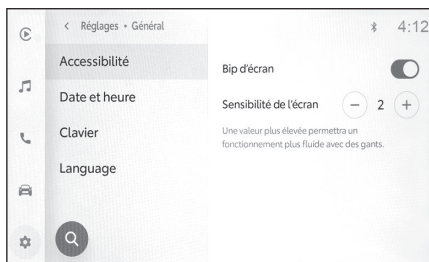 Réglages • Général
4:12
Accessibilité
Date et heure
Clavier
Language
Bip d'écran
Sensibilité de l'écran
2
Une valeur plus élevée permettra un
fonctionnement plus fluide avec des gants.